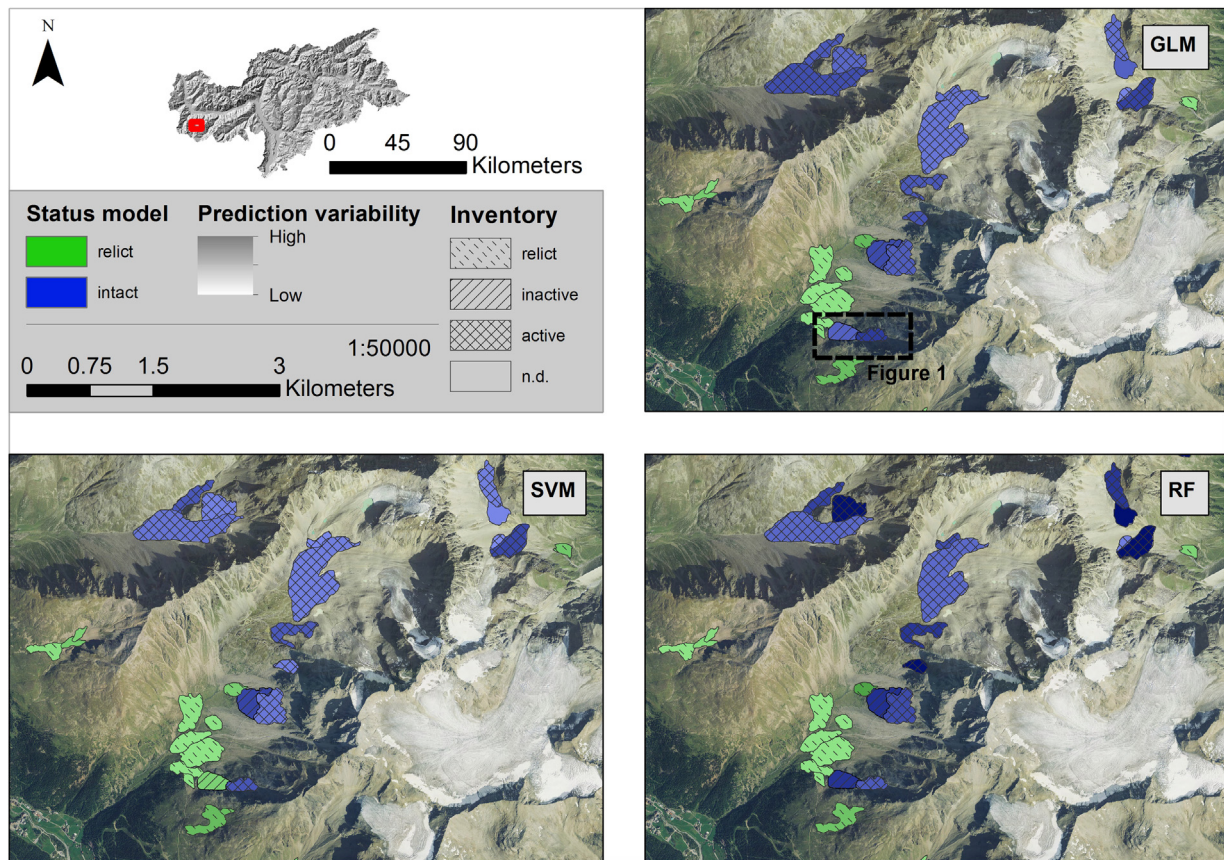 N
0 45 90
Kilometers
Status model
relict
intact
Prediction variability
High
Low
Inventory
relict
inactive
active
n.d.
1:50000
0 0.75 1.5 3
Kilometers
GLM
Figure 1
SVM
RF